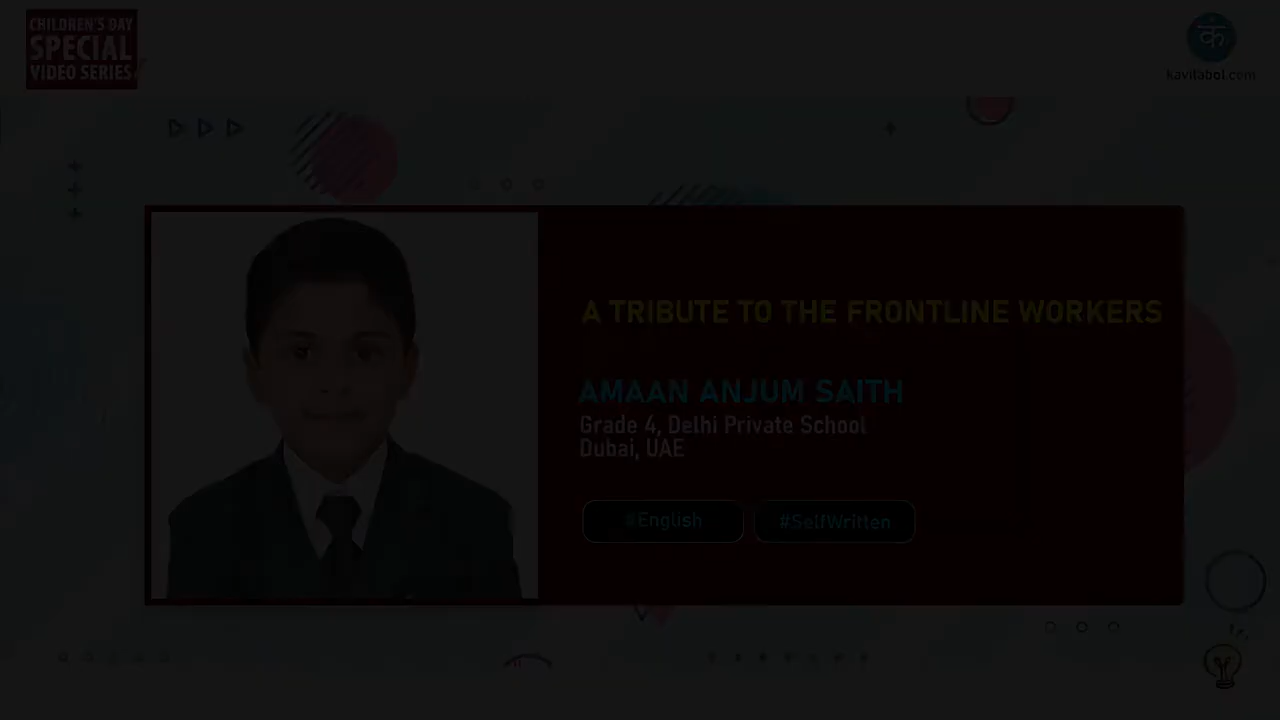 CHILDREN'S DAY
SPECIAL
VIDEO SERIES
क
kavitabol.com
A TRIBUTE TO THE FRONTLINE WORKERS
AMAAN ANJUM SAITH
Grade 4, Delhi Private School
Dubai, UAE
#English
#SelfWritten